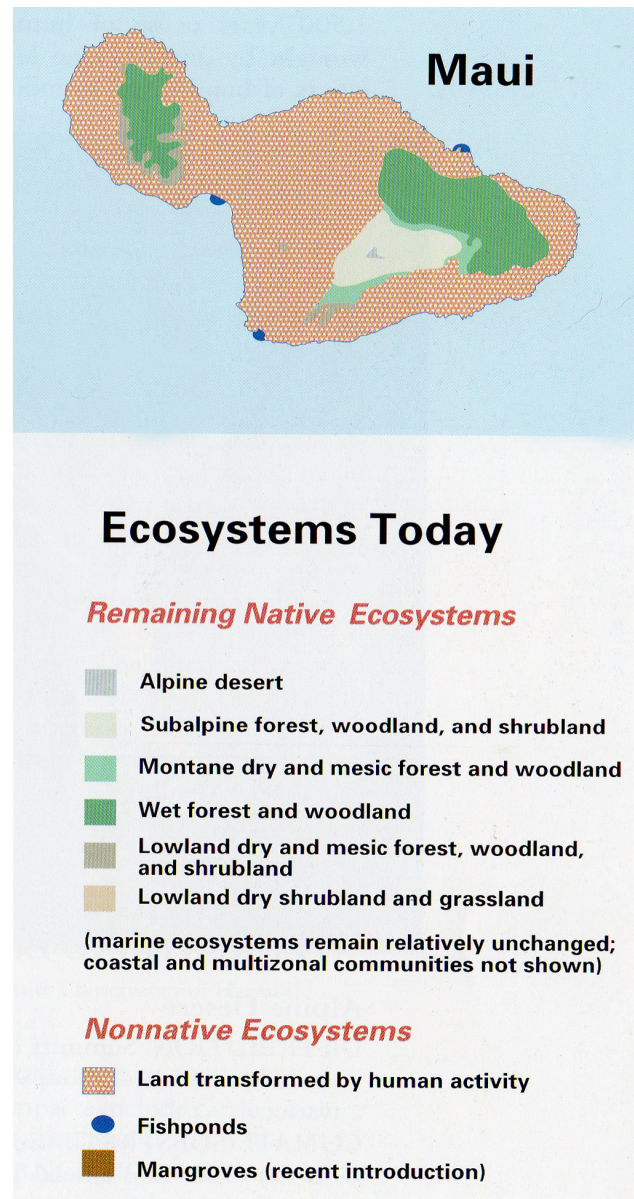 Maui
Ecosystems Today
Remaining Native Ecosystems
Alpine desert
Subalpine forest, woodland, and shrubland
Montane dry and mesic forest and woodland
Wet forest and woodland
Lowland dry and mesic forest, woodland,
and shrubland
Lowland dry shrubland and grassland
(marine ecosystems remain relatively unchanged;
coastal and multizonal communities not shown)
Nonnative Ecosystems
Land transformed by human activity
Fishponds
Mangroves (recent introduction)